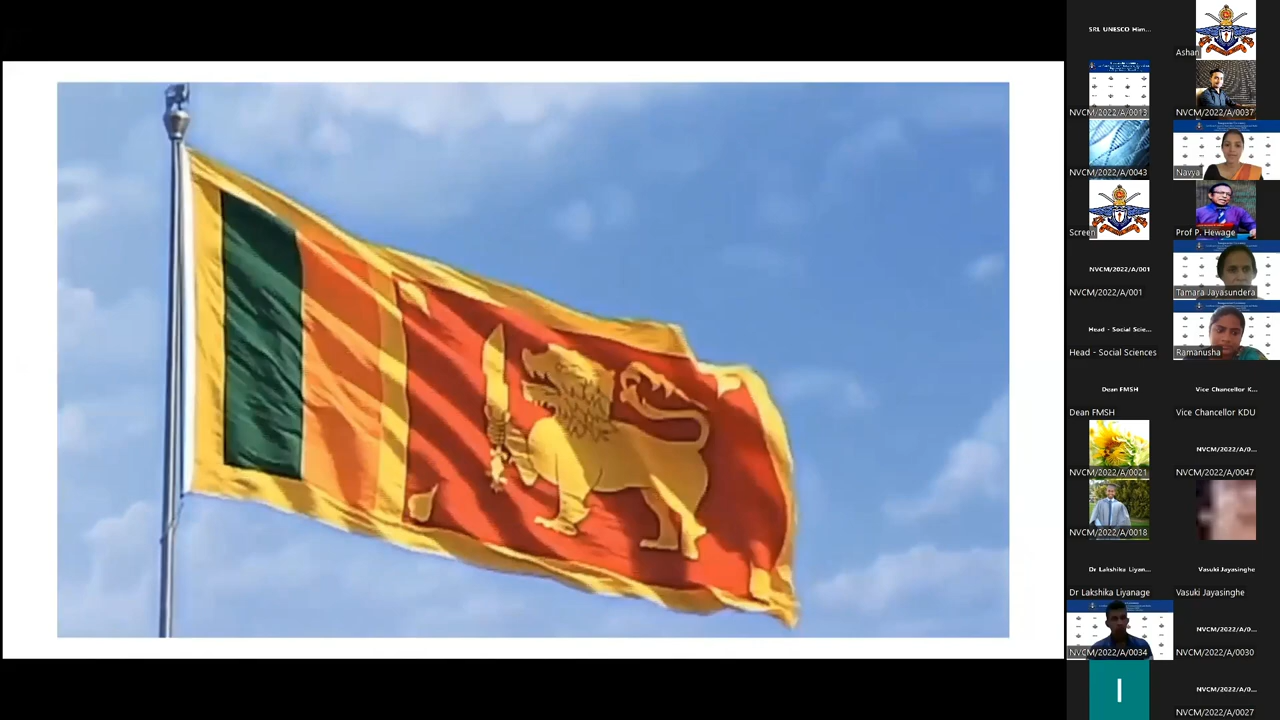 SRL UNESCO Him...
Ashan
NVCM/2022/A/0013
NVCM/2022/A/0037
NVCM/2022/A/0043
Navya
Screen
Prof P. Hewage
NVCM/2022/A/001
NVCM/2022/A/001
Tamara Jayasundera
Head - Social Scie...
Head - Social Sciences
Ramanusha
Dean FMSH
Vice Chancellor K...
Dean FMSH
Vice Chancellor KDU
NVCM/2022/A/0021
NVCM/2022/A/0...
NVCM/2022/A/0047
NVCM/2022/A/0018
Dr Lakshika Liyan...
Vasuki Jayasinghe
Dr Lakshika Liyanage
Vasuki Jayasinghe
NVCM/2022/A/0034
NVCM/2022/A/0...
NVCM/2022/A/0030
I
NVCM/2022/A/0...
NVCM/2022/A/0027